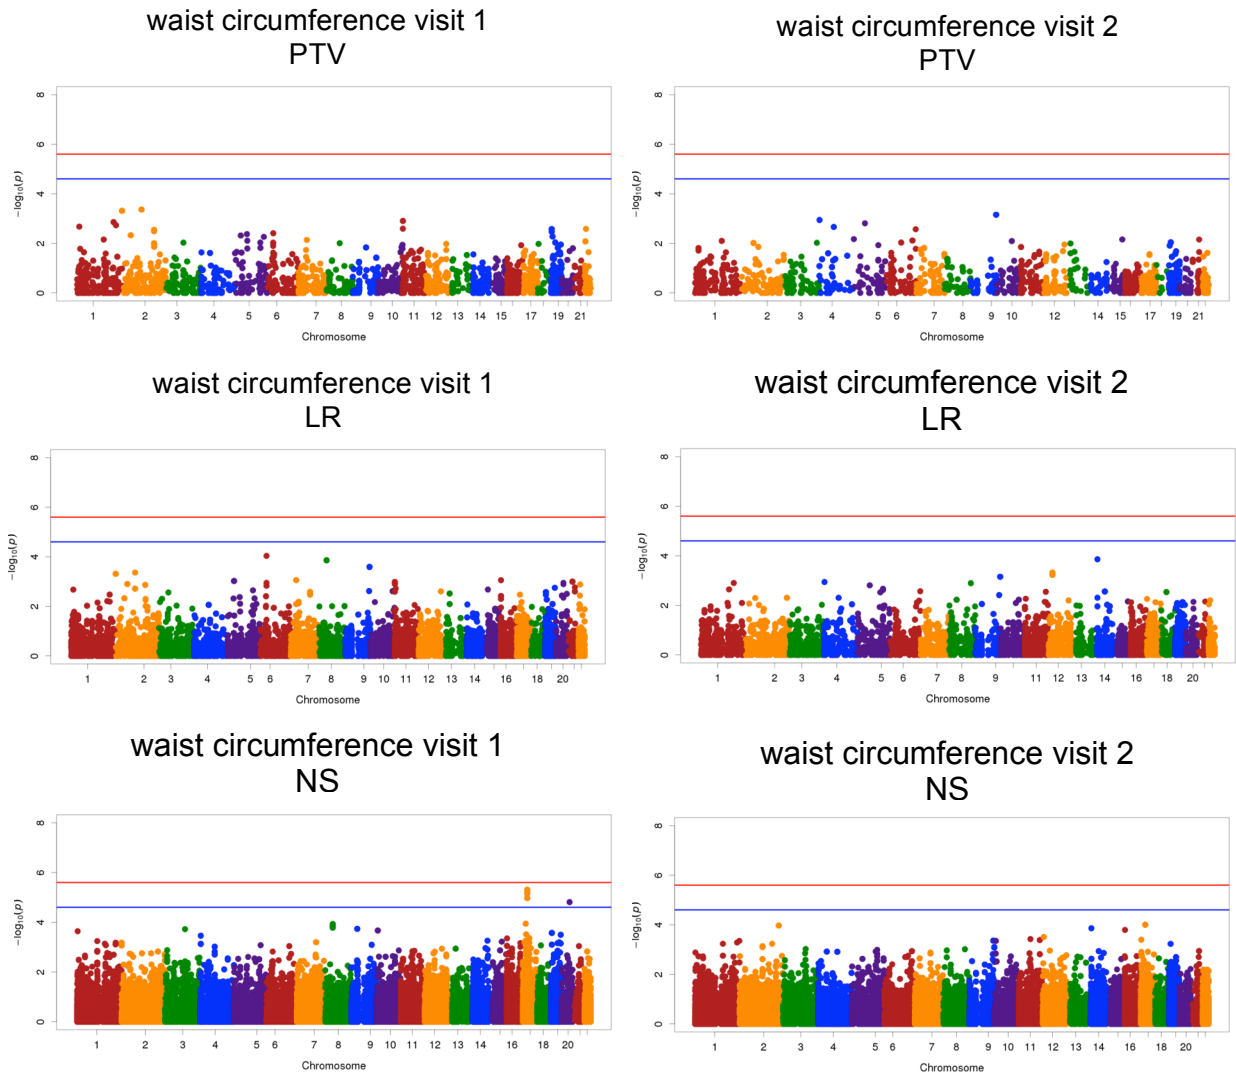 waist circumference visit 1
PTV
8
6
4
2
0
−log10(p)
1 2 3 4 5 6 7 8 9 10 11 12 13 14 15 17 19 21
Chromosome
waist circumference visit 2
PTV
8
6
4
2
0
−log10(p)
1 2 3 4 5 6 7 8 9 10 12 14 15 17 19 21
Chromosome
waist circumference visit 1
LR
8
6
4
2
0
−log10(p)
1 2 3 4 5 6 7 8 9 10 11 12 13 14 16 18 20
Chromosome
waist circumference visit 2
LR
8
6
4
2
0
−log10(p)
1 2 3 4 5 6 7 8 9 11 12 13 14 16 18 20
Chromosome
waist circumference visit 1
NS
8
6
4
2
0
−log10(p)
1 2 3 4 5 6 7 8 9 10 11 12 13 14 16 18 20
Chromosome
waist circumference visit 2
NS
8
6
4
2
0
−log10(p)
1 2 3 4 5 6 7 8 9 10 11 12 13 14 16 18 20
Chromosome